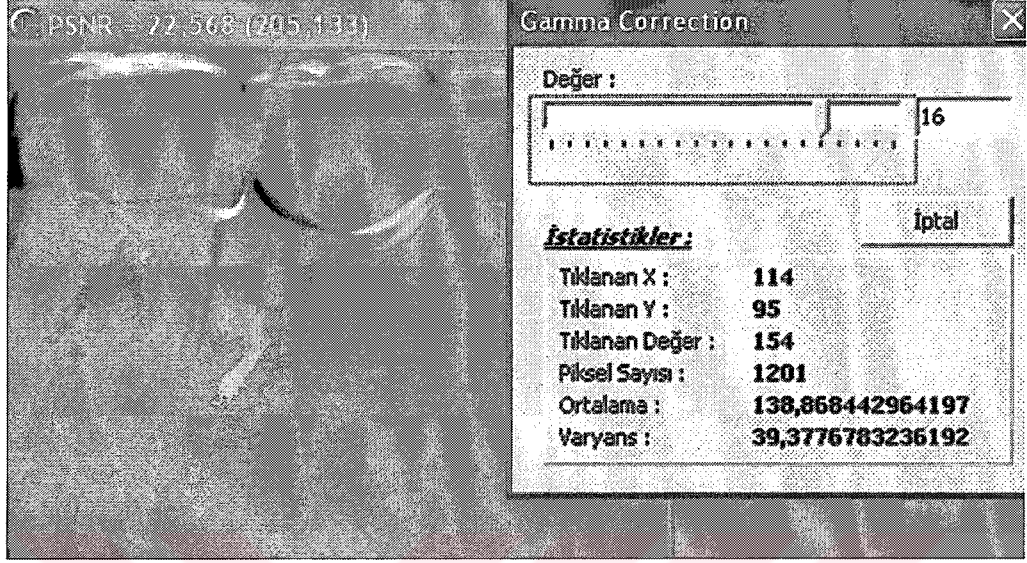 PSNR = 22,568 (205,133)
Gamma Correction
Değer :
16
İptal
İstatistikler :
Tıklanan X : 114
Tıklanan Y : 95
Tıklanan Değer : 154
Piksel Sayısı : 1201
Ortalama : 138,868442964197
Varyans : 39,3776783236192